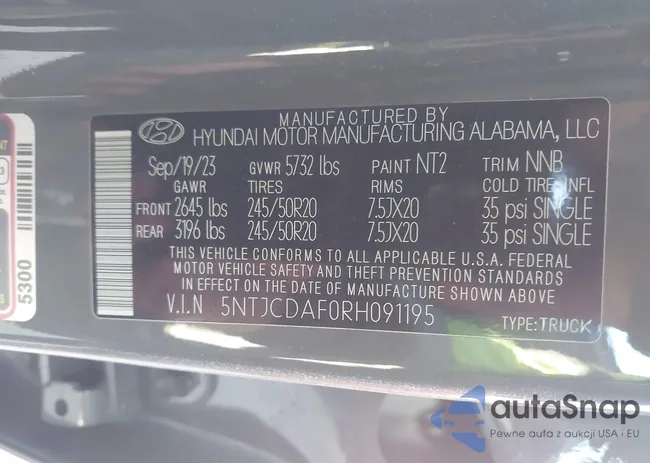 MANUFACTURED BY
HYUNDAI MOTOR MANUFACTURING ALABAMA, LLC
Sep/19/23 GVWR 5732 lbs PAINT NT2 TRIM NNB
GAWR TIRES RIMS COLD TIRE INFL
FRONT 2645 lbs 245/50R20 7.5JX20 35 psi SINGLE
REAR 3196 lbs 245/50R20 7.5JX20 35 psi SINGLE
THIS VEHICLE CONFORMS TO ALL APPLICABLE U.S.A. FEDERAL
MOTOR VEHICLE SAFETY AND THEFT PREVENTION STANDARDS
IN EFFECT ON THE DATE OF MANUFACTURE SHOWN ABOVE
V.I.N 5NTJCDAF0RH091195 TYPE:TRUCK
5300
autaSnap
Pewne auta z aukcji USA i EU